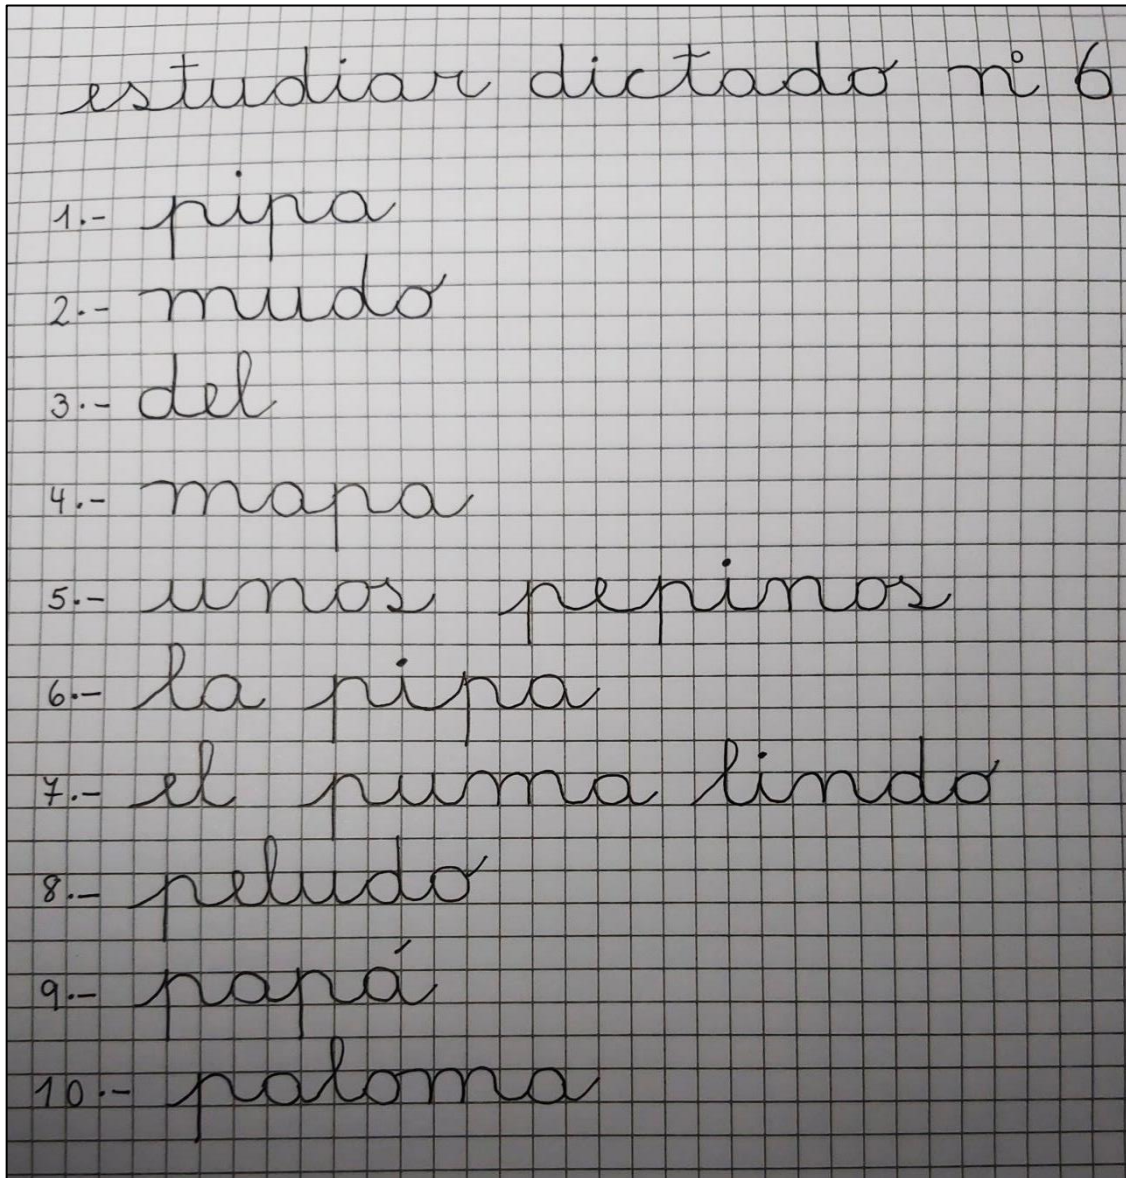 estudiar dictado nº 6
1.- pipa
2.- mudo
3.- del
4.- mapa
5.- unos pepinos
6.- la pipa
7.- el puma lindo
8.- peludo
9.- papá
10.- paloma